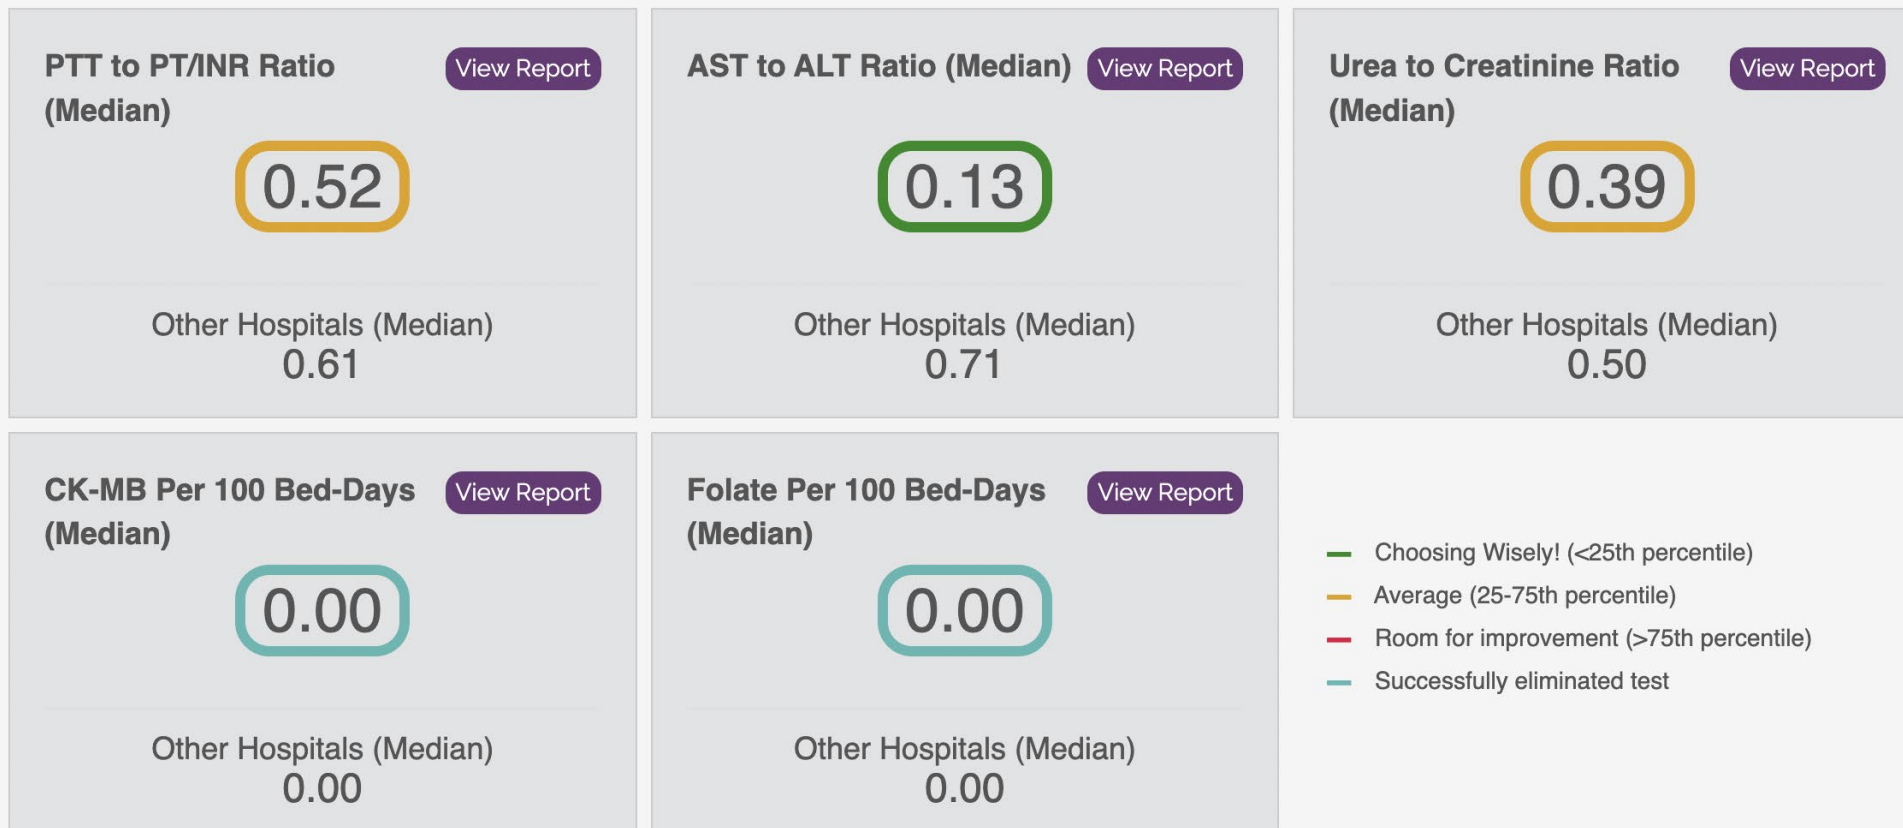 PTT to PT/INR Ratio
(Median)
View Report
0.52
Other Hospitals (Median)
0.61
AST to ALT Ratio (Median)
View Report
0.13
Other Hospitals (Median)
0.71
Urea to Creatinine Ratio
(Median)
View Report
0.39
Other Hospitals (Median)
0.50
CK-MB Per 100 Bed-Days
(Median)
View Report
0.00
Other Hospitals (Median)
0.00
Folate Per 100 Bed-Days
(Median)
View Report
0.00
Other Hospitals (Median)
0.00
Choosing Wisely! (<25th percentile)
Average (25-75th percentile)
Room for improvement (>75th percentile)
Successfully eliminated test